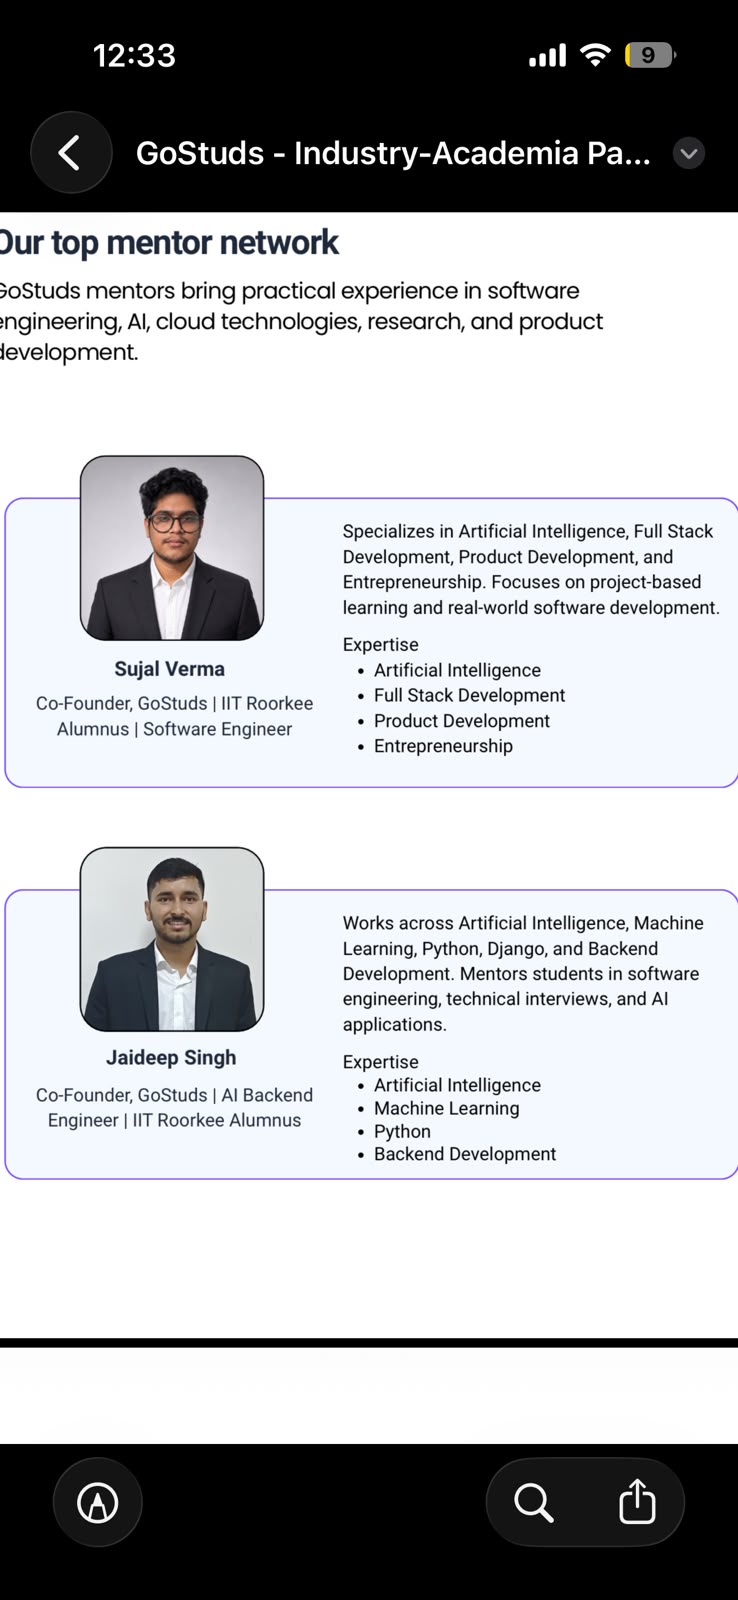 12:33
9
GoStuds - Industry-Academia Pa...
Our top mentor network
GoStuds mentors bring practical experience in software
engineering, AI, cloud technologies, research, and product
development.
Specializes in Artificial Intelligence, Full Stack
Development, Product Development, and
Entrepreneurship. Focuses on project-based
learning and real-world software development.
Expertise
• Artificial Intelligence
• Full Stack Development
• Product Development
• Entrepreneurship
Sujal Verma
Co-Founder, GoStuds | IIT Roorkee
Alumnus | Software Engineer
Works across Artificial Intelligence, Machine
Learning, Python, Django, and Backend
Development. Mentors students in software
engineering, technical interviews, and AI
applications.
Expertise
• Artificial Intelligence
• Machine Learning
• Python
• Backend Development
Jaideep Singh
Co-Founder, GoStuds | AI Backend
Engineer | IIT Roorkee Alumnus